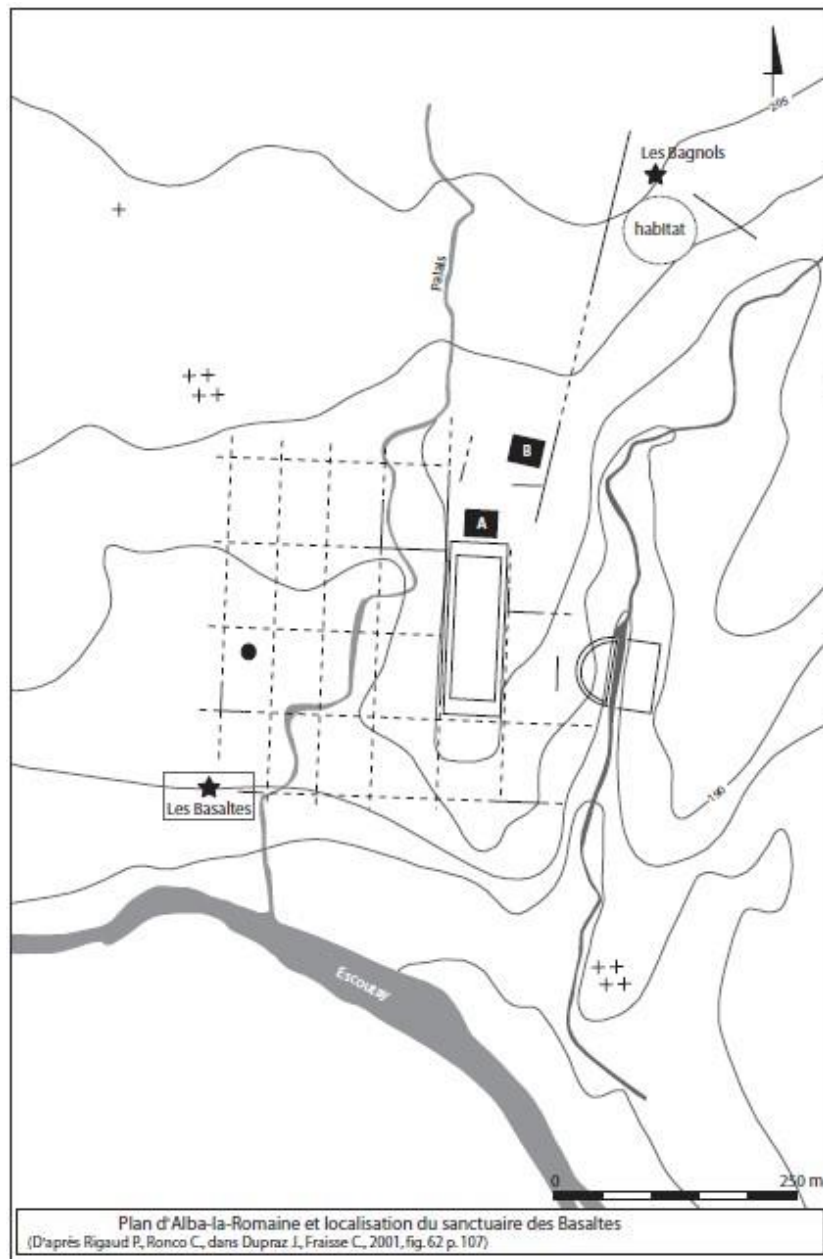 205
Les Bagnols
habitat
Palais
B
A
Les Basaltes
190
Escoutay
0
250 m
Plan d'Alba-la-Romaine et localisation du sanctuaire des Basaltes
(D'après Rigaud P., Ronco C., dans Dupraz J., Fraisse C., 2001, fig. 62 p. 107)